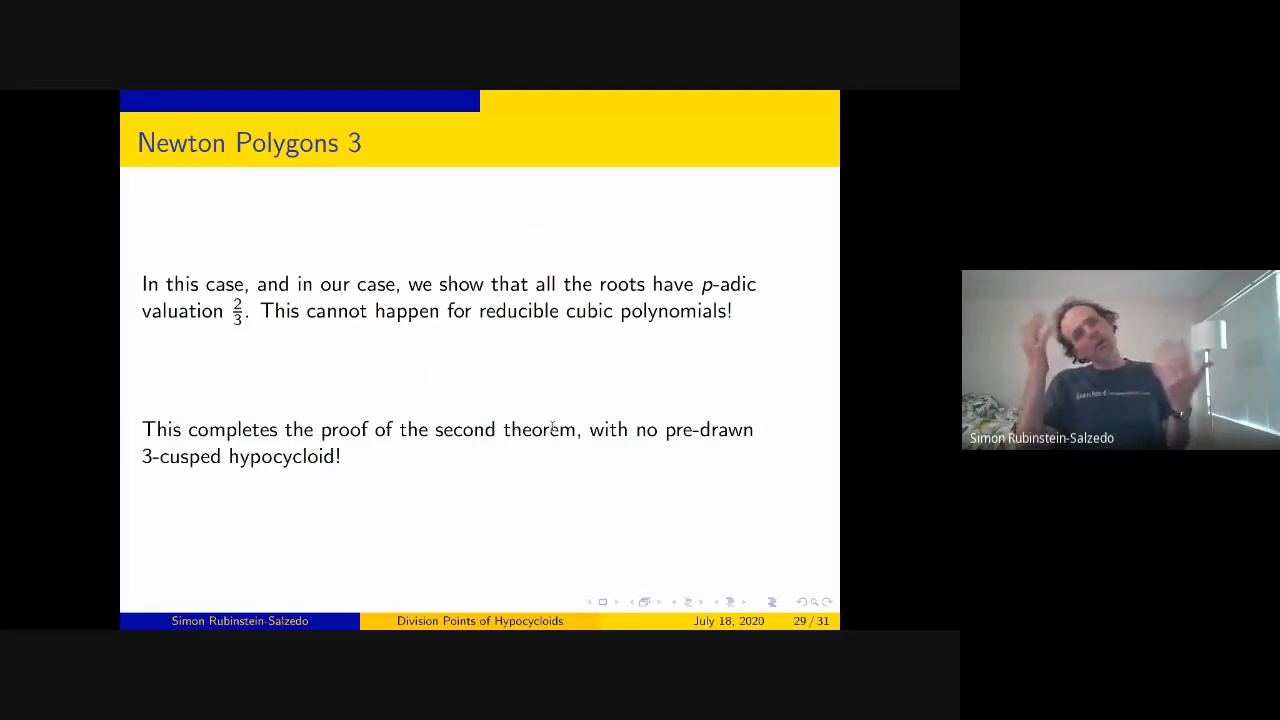 Newton Polygons 3
In this case, and in our case, we show that all the roots have p-adic
valuation 2/3. This cannot happen for reducible cubic polynomials!
This completes the proof of the second theorem, with no pre-drawn
3-cusped hypocycloid!
Simon Rubinstein-Salzedo
Division Points of Hypocycloids
July 18, 2020
29 / 31
Stanford
Simon Rubinstein-Salzedo